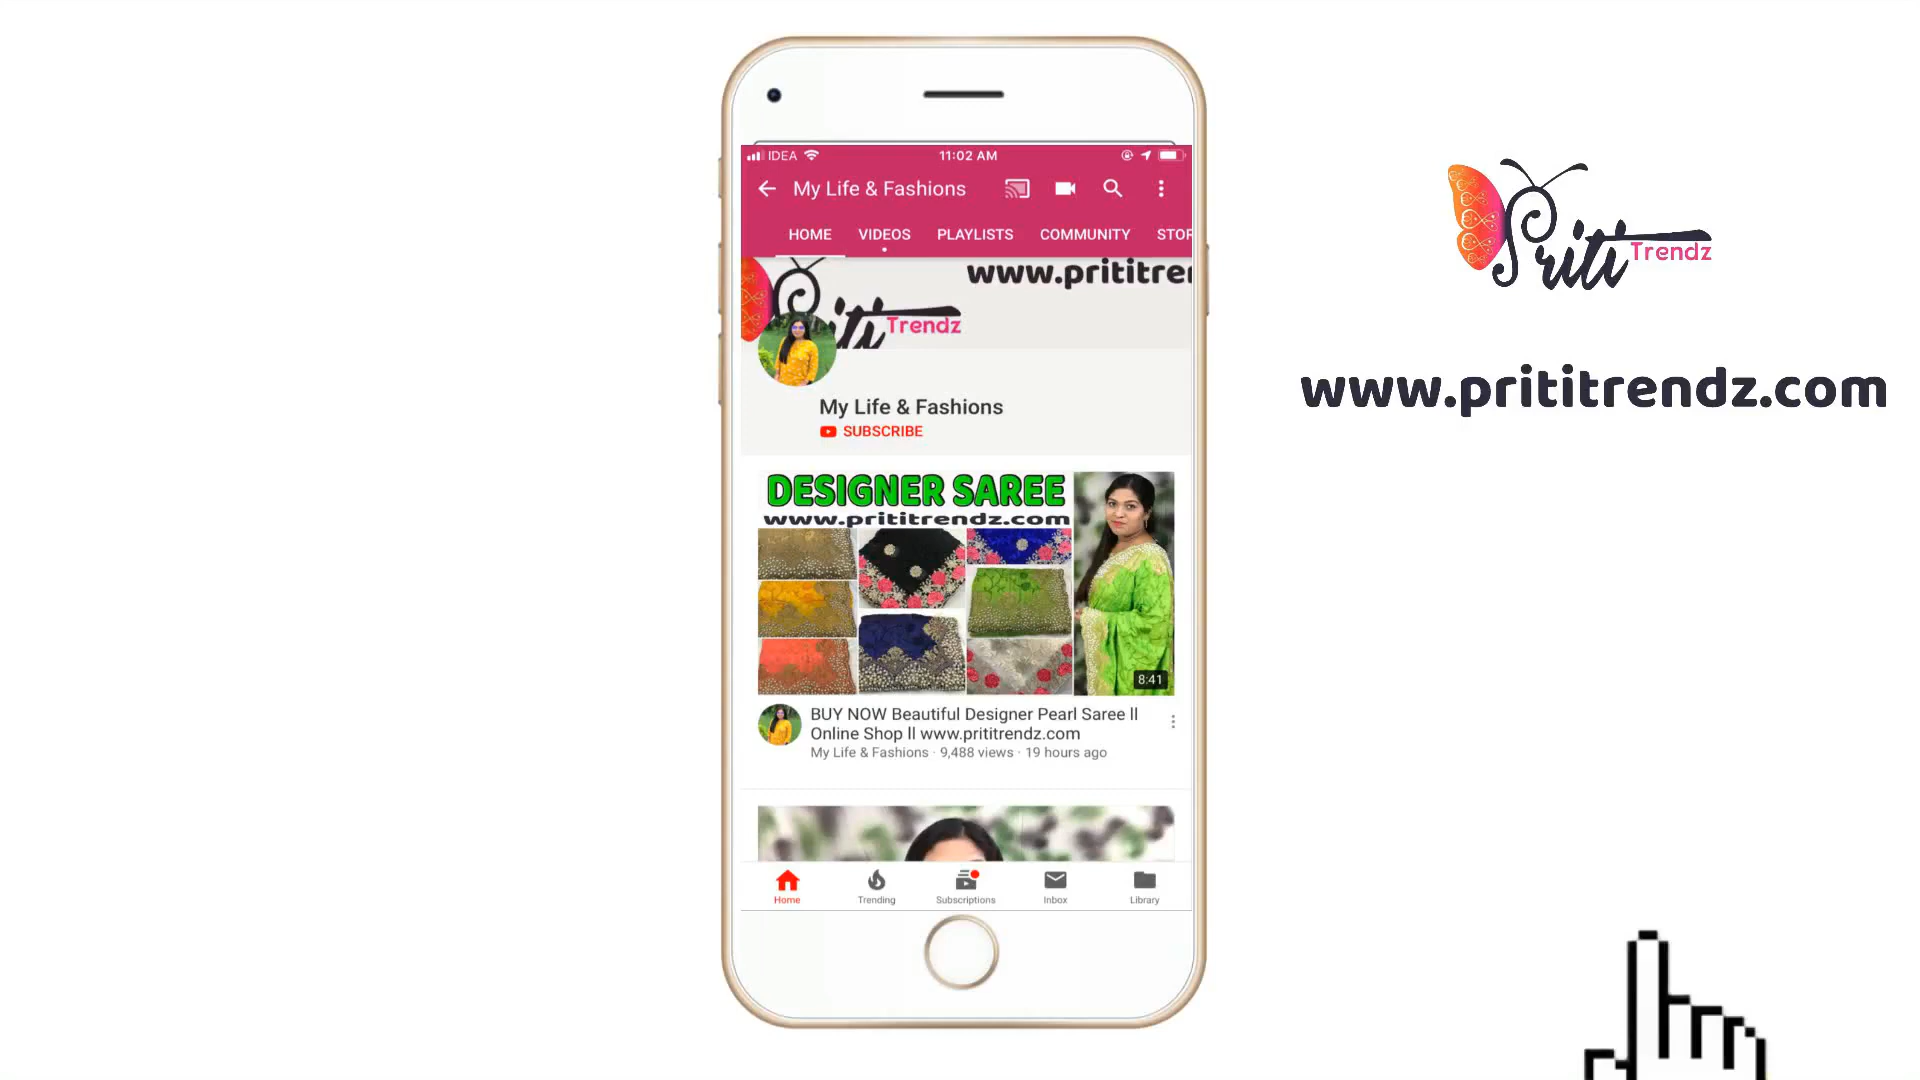 IDEA
11:02 AM
My Life & Fashions
HOME VIDEOS PLAYLISTS COMMUNITY STOR
www.prititre
Priti Trendz
My Life & Fashions
SUBSCRIBE
DESIGNER SAREE
www.prititrendz.com
8:41
BUY NOW Beautiful Designer Pearl Saree ll
Online Shop ll www.prititrendz.com
My Life & Fashions · 9,488 views · 19 hours ago
Home Trending Subscriptions Inbox Library
Priti Trendz
www.prititrendz.com